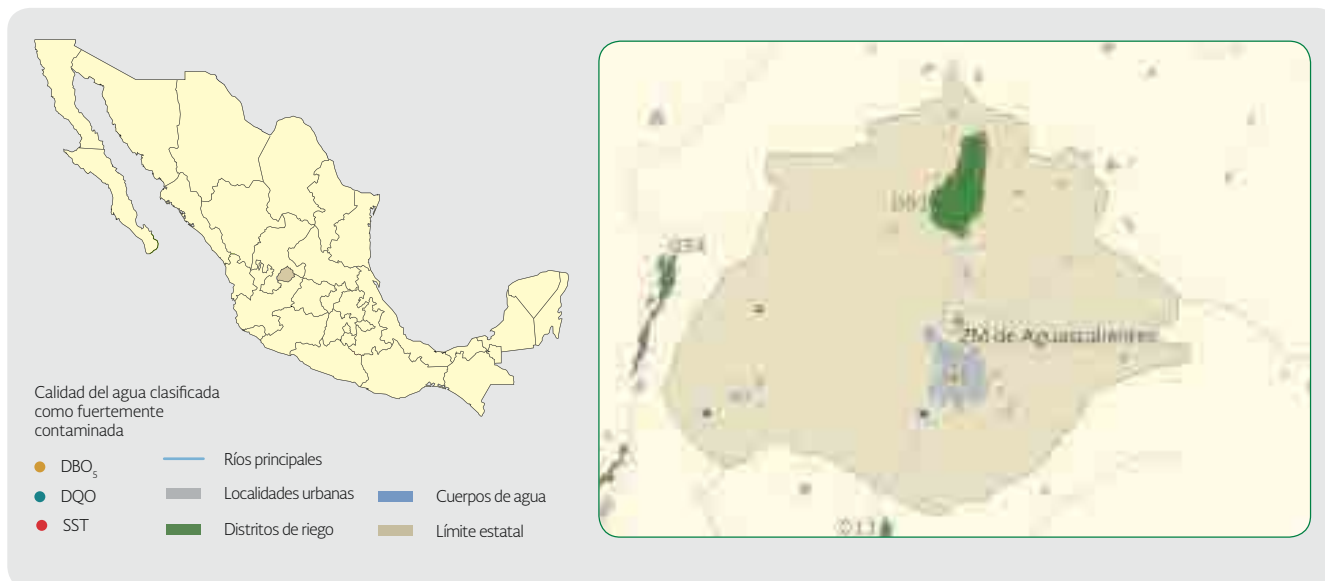 Calidad del agua clasificada
como fuertemente
contaminada
DBO5
DQO
SST
Ríos principales
Localidades urbanas
Distritos de riego
Cuerpos de agua
Límite estatal
034
ZM de Aguascalientes
013